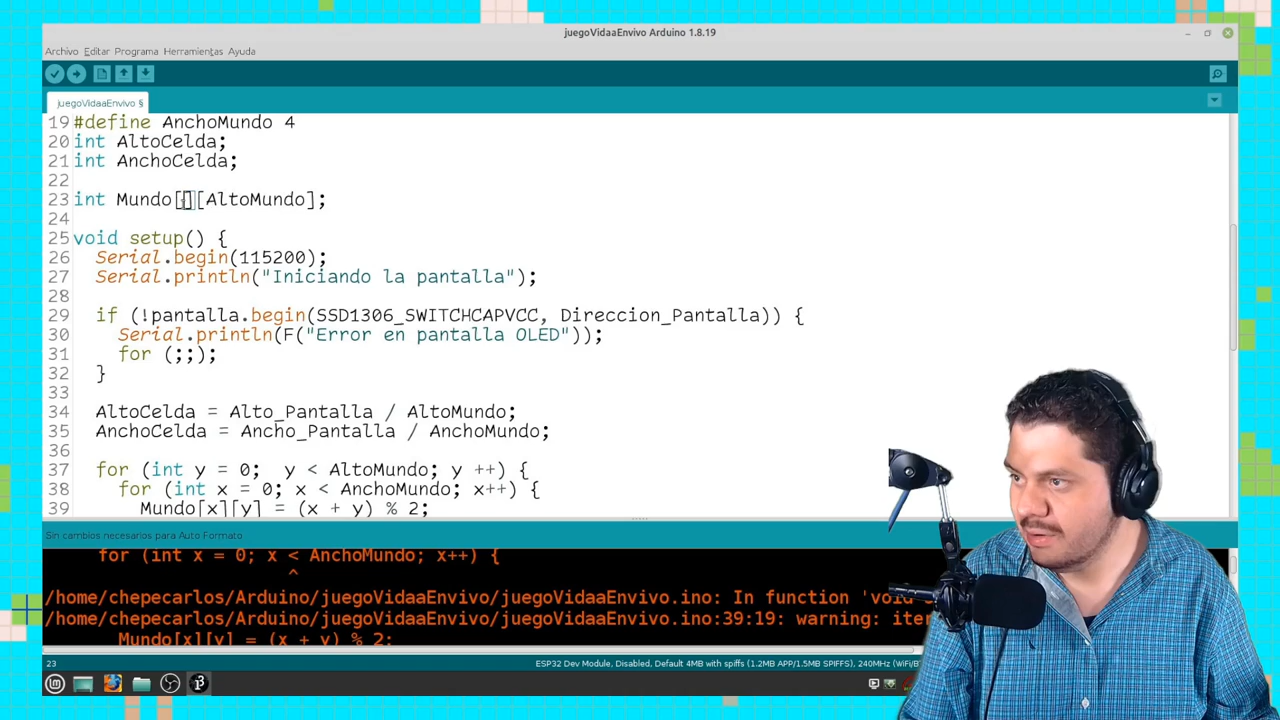 juegoVidaaEnvivo Arduino 1.8.19
Archivo Editar Programa Herramientas Ayuda
juegoVidaaEnvivo §
19 #define AnchoMundo 4
20 int AltoCelda;
21 int AnchoCelda;
22
23 int Mundo[][AltoMundo];
24
25 void setup() {
26 Serial.begin(115200);
27 Serial.println("Iniciando la pantalla");
28
29 if (!pantalla.begin(SSD1306_SWITCHCAPVCC, Direccion_Pantalla)) {
30 Serial.println(F("Error en pantalla OLED"));
31 for (;;);
32 }
33
34 AltoCelda = Alto_Pantalla / AltoMundo;
35 AnchoCelda = Ancho_Pantalla / AnchoMundo;
36
37 for (int y = 0;  y < AltoMundo; y ++) {
38 for (int x = 0; x < AnchoMundo; x++) {
39 Mundo[x][y] = (x + y) % 2;
Sin cambios necesarios para Auto Formato
for (int x = 0; x < AnchoMundo; x++) {
^
/home/chepecarlos/Arduino/juegoVidaaEnvivo/juegoVidaaEnvivo.ino: In function 'void
/home/chepecarlos/Arduino/juegoVidaaEnvivo/juegoVidaaEnvivo.ino:39:19: warning:
Mundo[x][y] = (x + y) % 2;
23
ESP32 Dev Module, Disabled, Default 4MB with spiffs (1.2MB APP/1.5MB SPIFFS), 240MHz (WiFi/